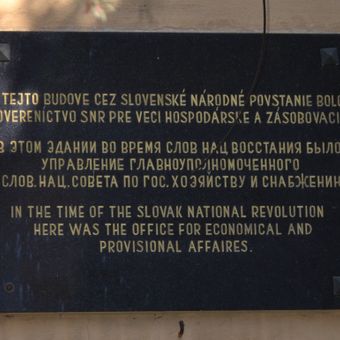 TEJTO BUDOVE CEZ SLOVENSKÉ NÁRODNÉ POVSTANIE BOLO
OVERENÍCTVO SNR PRE VECI HOSPODÁRSKE A ZÁSOBOVACIE
В ЭТОМ ЗДАНИИ ВО ВРЕМЯ СЛОВ. НАЦ. ВОССТАНИЯ БЫЛО
УПРАВЛЕНИЕ ГЛАВНОУПОЛНОМОЧЕННОГО
СЛОВ. НАЦ. СОВЕТА ПО ГОС. ХОЗЯЙСТВУ И СНАБЖЕНИЮ
IN THE TIME OF THE SLOVAK NATIONAL REVOLUTION
HERE WAS THE OFFICE FOR ECONOMICAL AND
PROVISIONAL AFFAIRES.